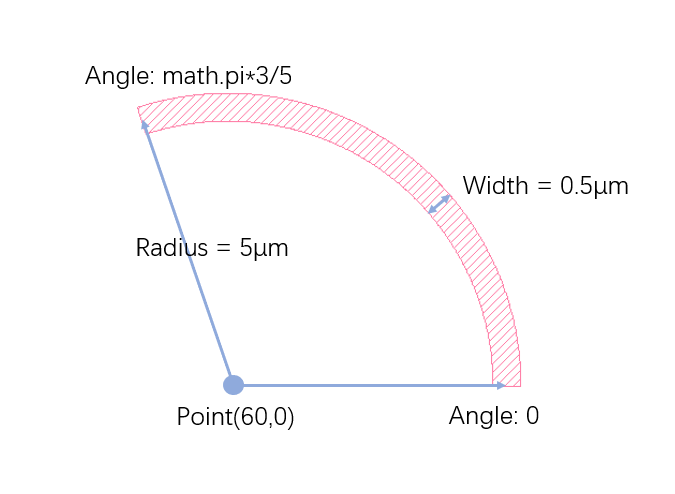 Angle: math.pi*3/5
Width = 0.5μm
Radius = 5μm
Point(60,0)
Angle: 0